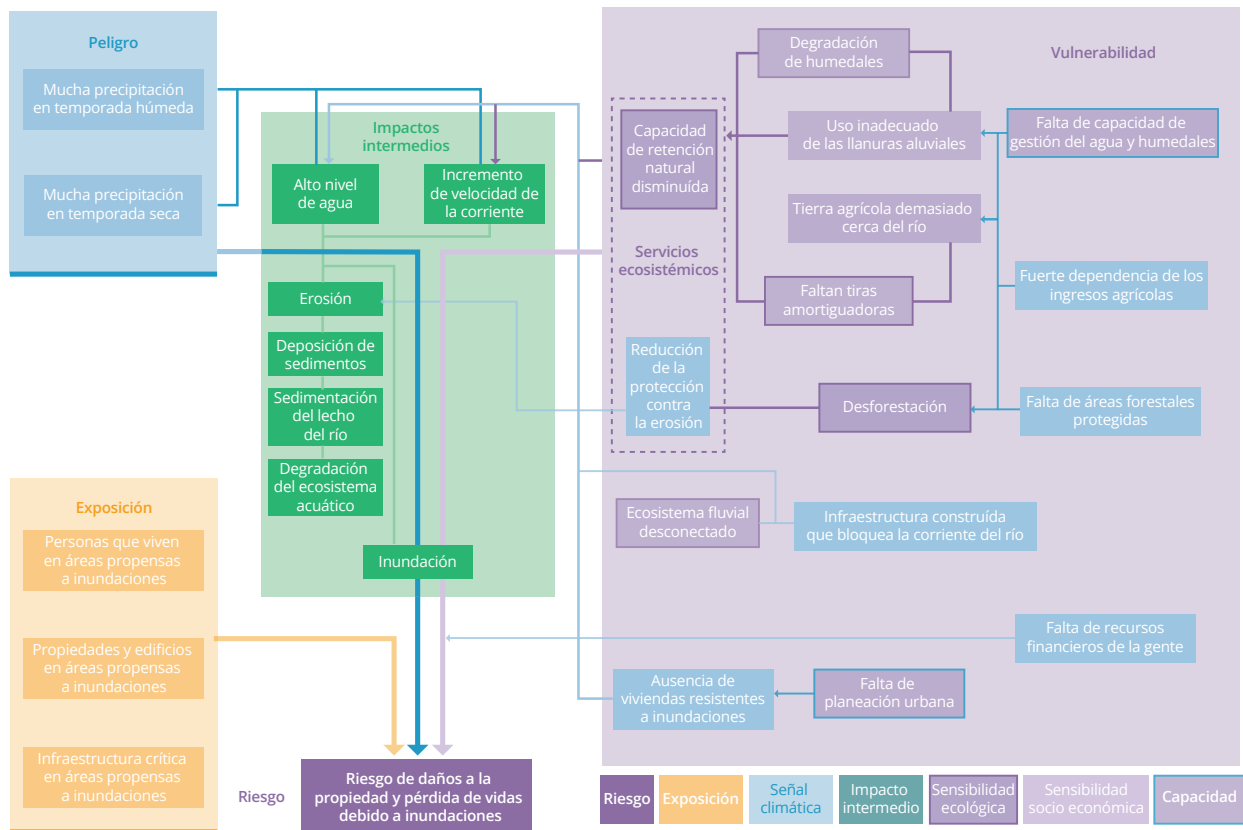 Peligro
Mucha precipitación
en temporada húmeda
Mucha precipitación
en temporada seca
Impactos
intermedios
Alto nivel
de agua
Incremento
de velocidad de
la corriente
Erosión
Deposición de
sedimentos
Sedimentación
del lecho
del río
Degradación
del ecosistema
acuático
Inundación
Exposición
Personas que viven
en áreas propensas
a inundaciones
Propiedades y edificios
en áreas propensas
a inundaciones
Infraestructura crítica
en áreas propensas
a inundaciones
Vulnerabilidad
Degradación
de humedales
Capacidad
de retención
natural
disminuída
Uso inadecuado
de las llanuras aluviales
Falta de capacidad de
gestión del agua y humedales
Tierra agrícola demasiado
cerca del río
Servicios
ecosistémicos
Faltan tiras
amortiguadoras
Fuerte dependencia de los
ingresos agrícolas
Reducción
de la
protección
contra
la erosión
Desforestación
Falta de áreas forestales
protegidas
Ecosistema fluvial
desconectado
Infraestructura construída
que bloquea la corriente del río
Falta de recursos
financieros de la gente
Ausencia de
viviendas resistentes
a inundaciones
Falta de
planeación urbana
Riesgo
Riesgo de daños a la
propiedad y pérdida de vidas
debido a inundaciones
Riesgo
Exposición
Señal
climática
Impacto
intermedio
Sensibilidad
ecológica
Sensibilidad
socio económica
Capacidad